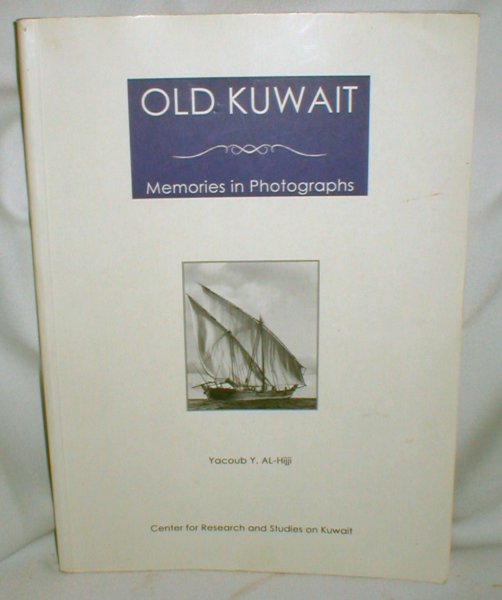 OLD KUWAIT
Memories in Photographs
Yacoub Y. AL-Hijji
Center for Research and Studies on Kuwait